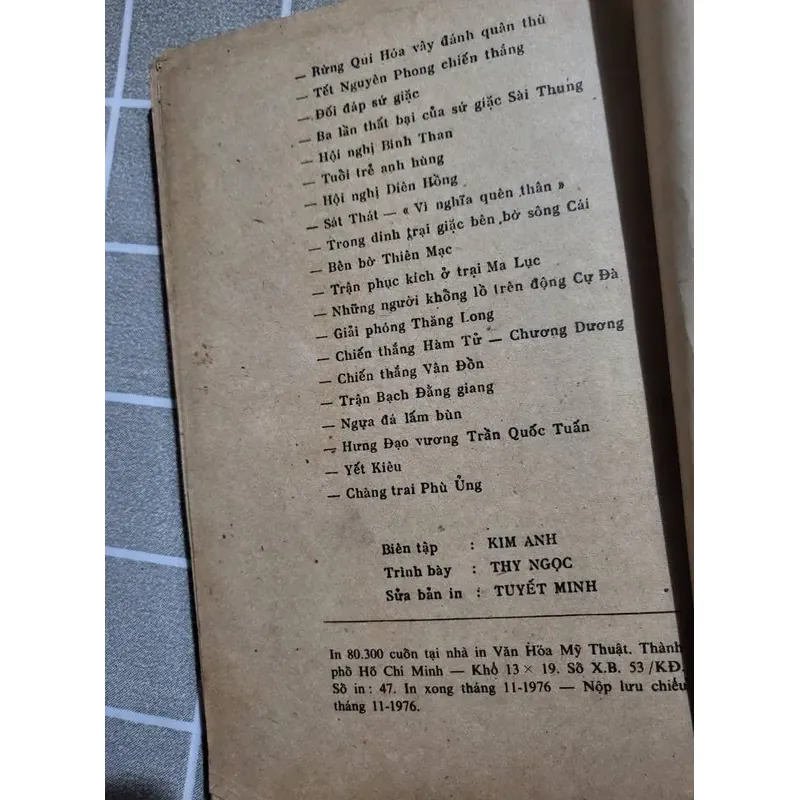 — Rừng Qui Hóa vây đánh quân thù
— Tết Nguyên Phong chiến thắng
— Đối đáp sứ giặc
— Ba lần thất bại của sứ giặc Sài Thung
— Hội nghị Bình Than
— Tuổi trẻ anh hùng
— Hội nghị Diên Hồng
— Sát Thát — « Vì nghĩa quên thân »
— Trong dinh trại giặc bên bờ sông Cái
— Bên bờ Thiên Mạc
— Trận phục kích ở trại Ma Lục
— Những người khổng lồ trên động Cự Đà
— Giải phóng Thăng Long
— Chiến thắng Hàm Tử — Chương Dương
— Chiến thắng Vân Đồn
— Trận Bạch Đằng giang
— Ngựa đá lấm bùn
— Hưng Đạo vương Trần Quốc Tuấn
— Yết Kiêu
— Chàng trai Phù Ủng
Biên tập : KIM ANH
Trình bày : THY NGỌC
Sửa bản in : TUYẾT MINH
In 80.300 cuồn tại nhà in Văn Hóa Mỹ Thuật. Thành
phố Hồ Chí Minh — Khổ 13 × 19. Số X.B. 53/KĐ.
Số in : 47. In xong tháng 11-1976 — Nộp lưu chiểu
tháng 11-1976.